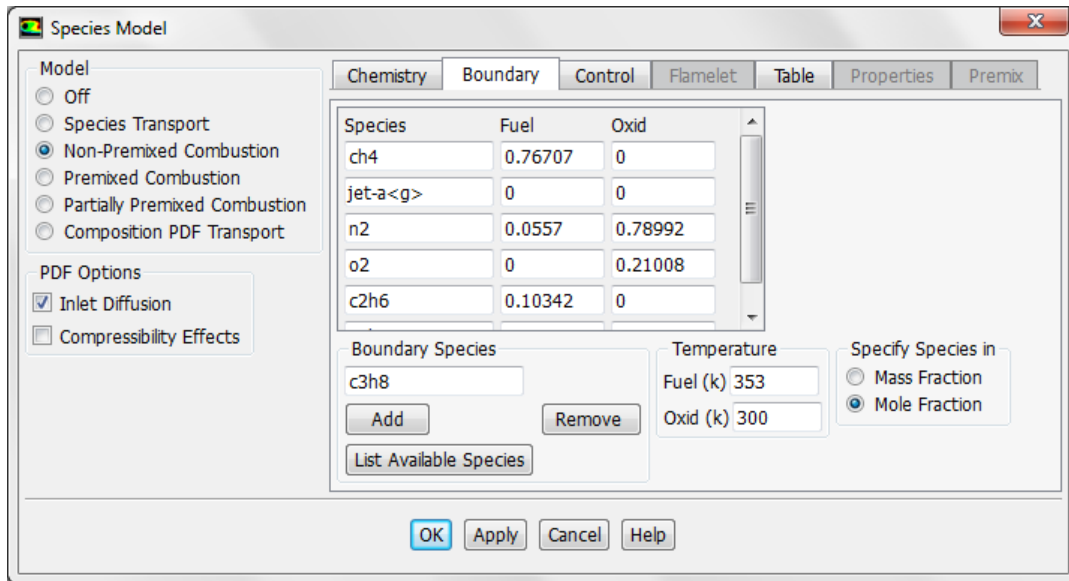 Species Model
Model
Off
Species Transport
Non-Premixed Combustion
Premixed Combustion
Partially Premixed Combustion
Composition PDF Transport
PDF Options
Inlet Diffusion
Compressibility Effects
Chemistry Boundary Control Flamelet Table Properties Premix
Species Fuel Oxid
ch4 0.76707 0
jet-a<g> 0 0
n2 0.0557 0.78992
o2 0 0.21008
c2h6 0.10342 0
Boundary Species
c3h8
Add Remove
List Available Species
Temperature
Fuel (k) 353
Oxid (k) 300
Specify Species in
Mass Fraction
Mole Fraction
OK Apply Cancel Help